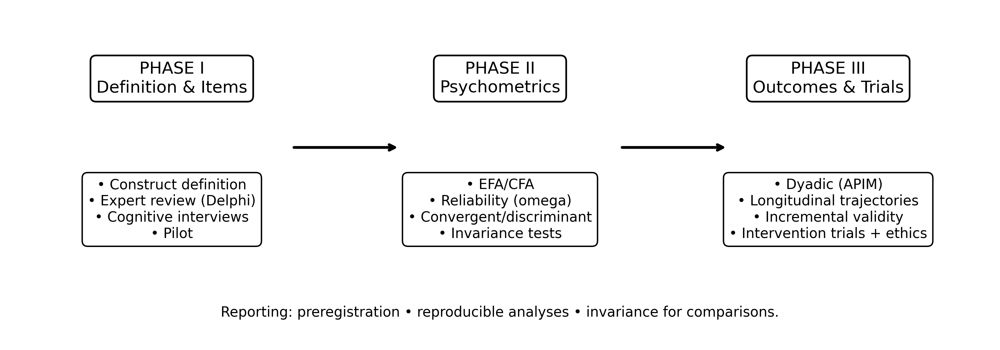 PHASE I
Definition & Items
• Construct definition
• Expert review (Delphi)
• Cognitive interviews
• Pilot
PHASE II
Psychometrics
• EFA/CFA
• Reliability (omega)
• Convergent/discriminant
• Invariance tests
PHASE III
Outcomes & Trials
• Dyadic (APIM)
• Longitudinal trajectories
• Incremental validity
• Intervention trials + ethics
Reporting: preregistration • reproducible analyses • invariance for comparisons.